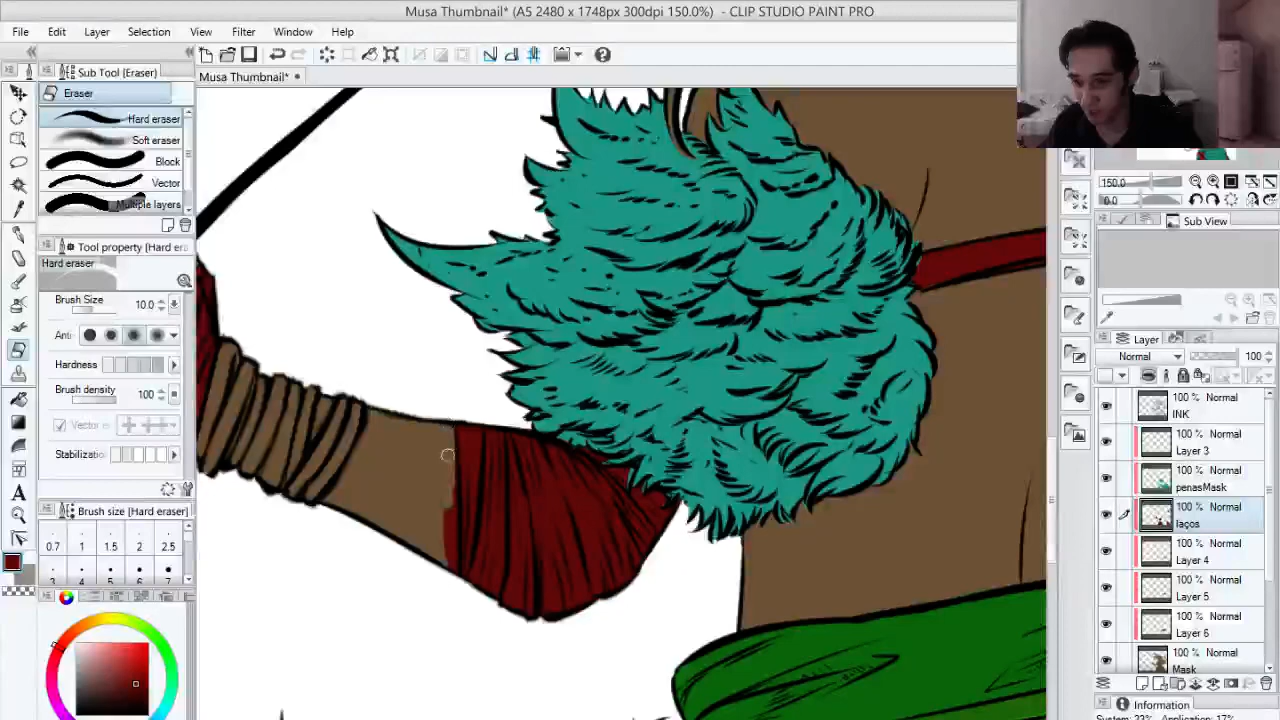 Musa Thumbnail* (A5 2480 x 1748px 300dpi 150.0%) - CLIP STUDIO PAINT PRO
File Edit Layer Selection View Filter Window Help
Sub Tool [Eraser]
Musa Thumbnail*
Eraser
Hard eraser
Soft eraser
Block
Vector
Multiple layers
Tool property [Hard era
Hard eraser
Brush Size 10.0
Anti-
Hardness
Brush density 100
Vector
Stabilization
Brush size [Hard eraser]
0.7 1 1.5 2 2.5
150.0
0.0
Sub View
Layer
Normal 100
100 % Normal
INK
100 % Normal
Layer 3
100 % Normal
penasMask
100 % Normal
laços
100 % Normal
Layer 4
100 % Normal
Layer 5
100 % Normal
Layer 6
100 % Normal
Mask
Information